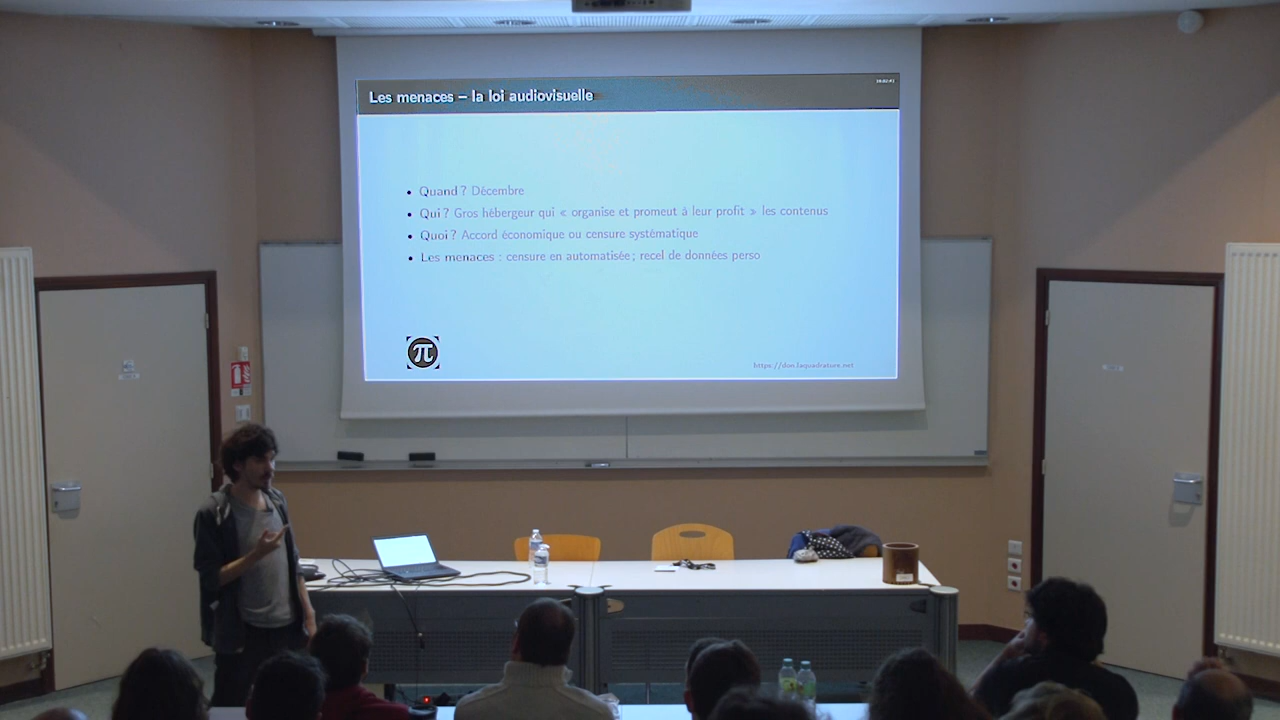 Les menaces – la loi audiovisuelle
• Quand ? Décembre
• Qui ? Gros hébergeur qui « organise et promeut à leur profit » les contenus
• Quoi ? Accord économique ou censure systématique
• Les menaces : censure en automatisée ; recel de données perso
π
https://don.laquadrature.net